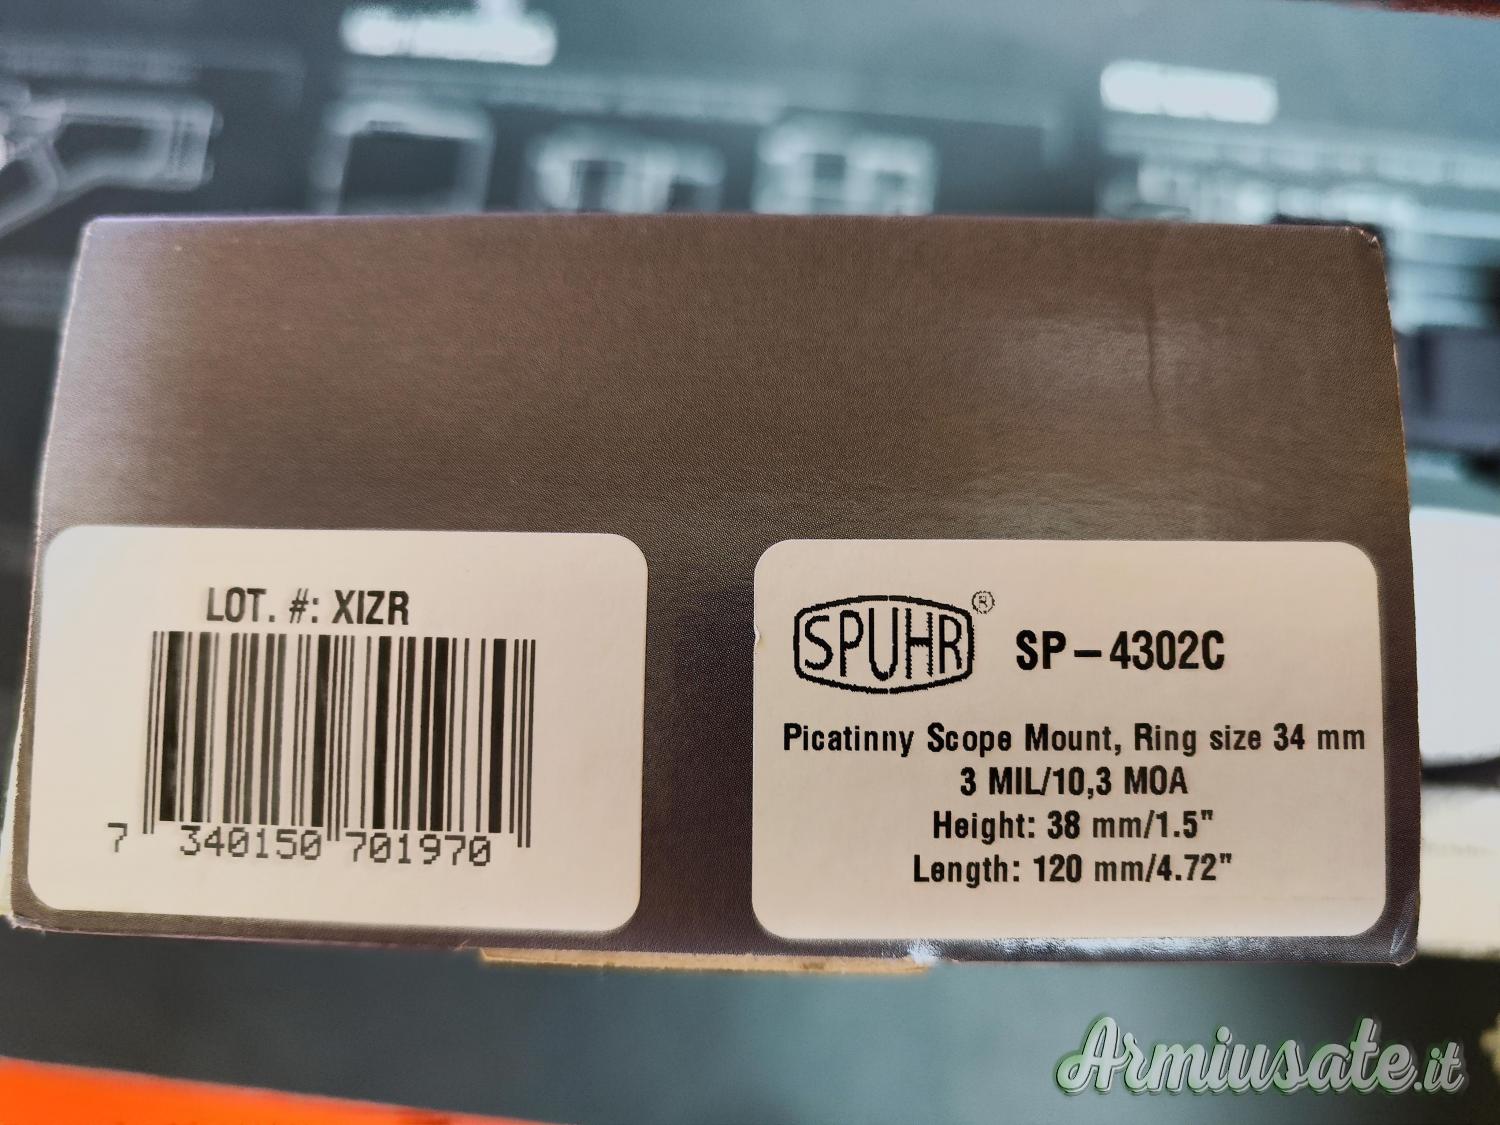 LOT. #: XIZR
7 340150 701970
SPUHR® SP-4302C
Picatinny Scope Mount, Ring size 34 mm
3 MIL/10,3 MOA
Height: 38 mm/1.5"
Length: 120 mm/4.72"
Armiusate.it